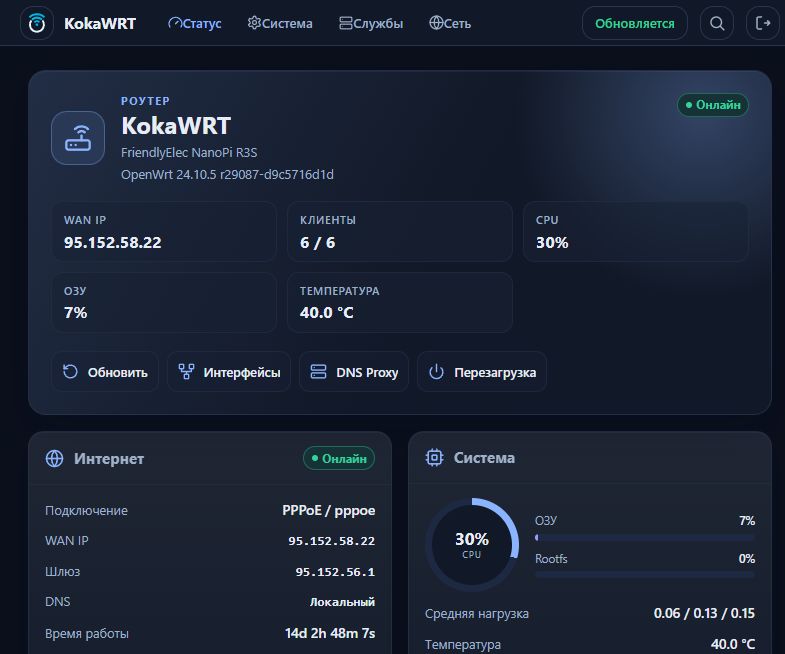 KokaWRT Статус Система Службы Сеть Обновляется
РОУТЕР
KokaWRT
Онлайн
FriendlyElec NanoPi R3S
OpenWrt 24.10.5 r29087-d9c5716d1d
WAN IP
95.152.58.22
КЛИЕНТЫ
6 / 6
CPU
30%
ОЗУ
7%
ТЕМПЕРАТУРА
40.0 °C
Обновить Интерфейсы DNS Proxy Перезагрузка
Интернет Онлайн
Подключение PPPoE / pppoe
WAN IP 95.152.58.22
Шлюз 95.152.56.1
DNS Локальный
Время работы 14d 2h 48m 7s
Система
30%
CPU
ОЗУ 7%
Rootfs 0%
Средняя нагрузка 0.06 / 0.13 / 0.15
Температура 40.0 °C